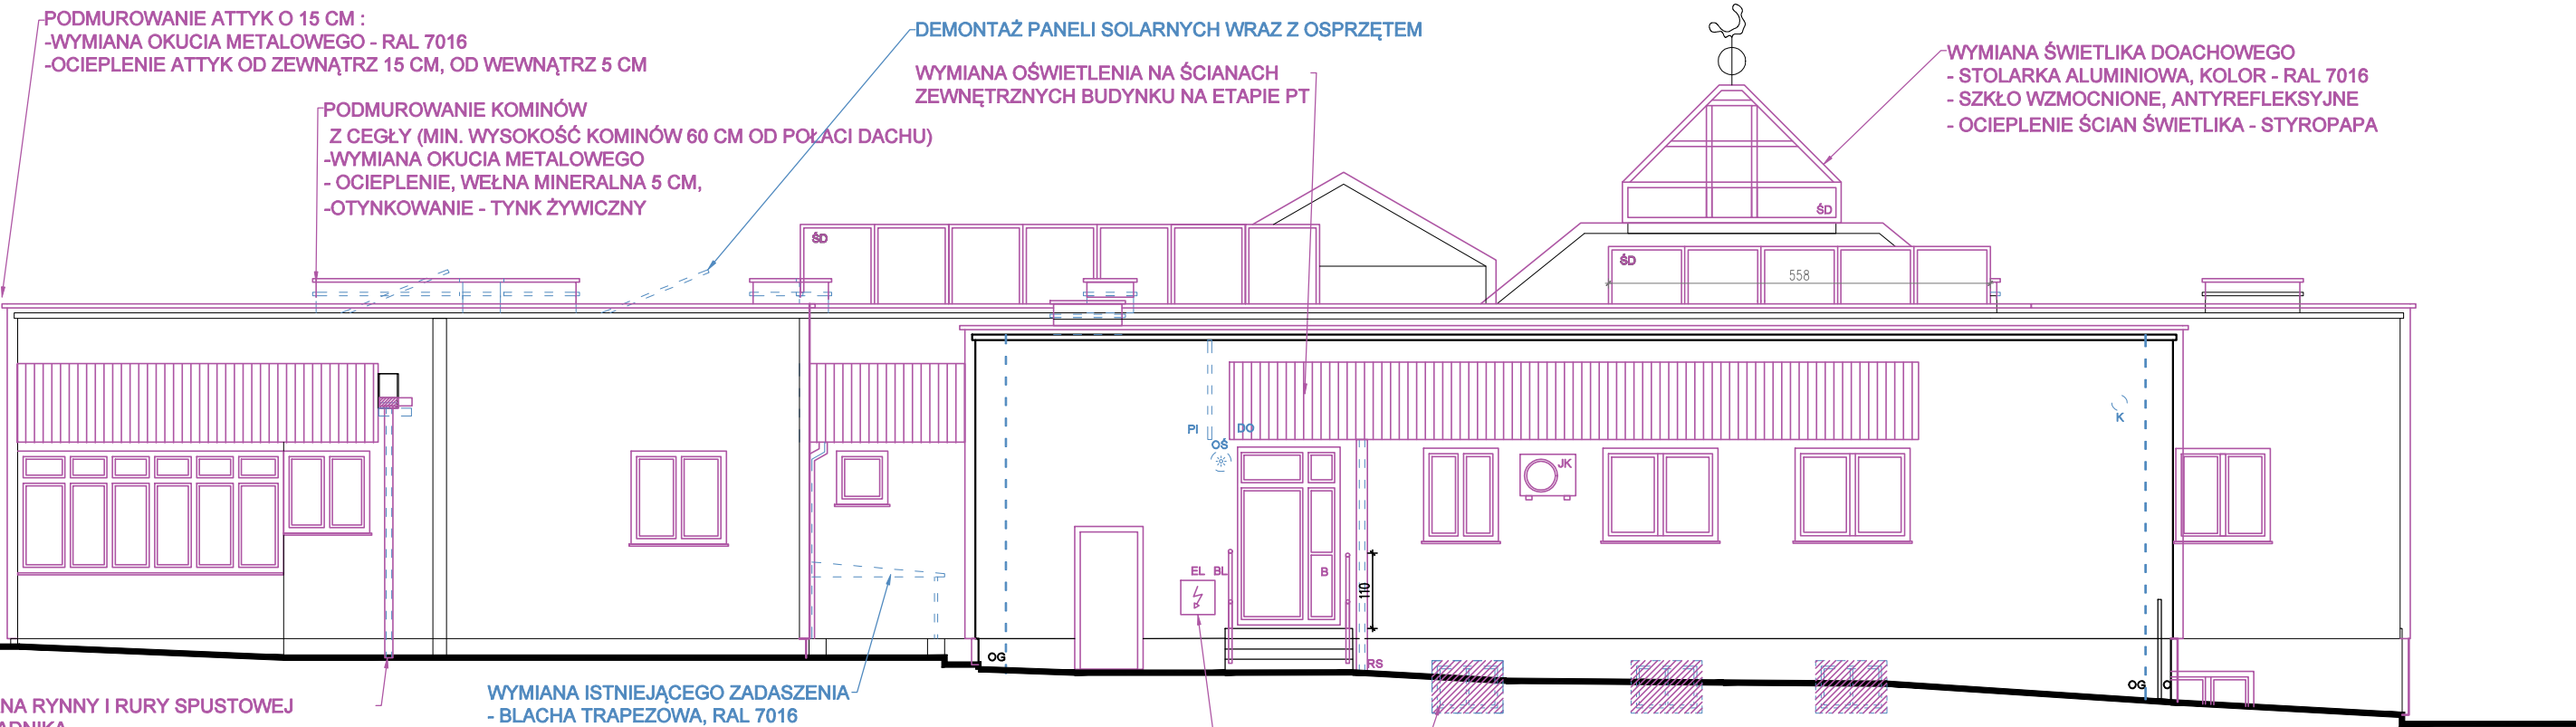 PODMUROWANIE ATTYK O 15 CM :
-WYMIANA OKUCIA METALOWEGO - RAL 7016
-OCIEPLENIE ATTYK OD ZEWNĄTRZ 15 CM, OD WEWNĄTRZ 5 CM
PODMUROWANIE KOMINÓW
Z CEGŁY (MIN. WYSOKOŚĆ KOMINÓW 60 CM OD POŁACI DACHU)
-WYMIANA OKUCIA METALOWEGO
- OCIEPLENIE, WEŁNA MINERALNA 5 CM,
-OTYNKOWANIE - TYNK ŻYWICZNY
DEMONTAŻ PANELI SOLARNYCH WRAZ Z OSPRZĘTEM
WYMIANA OŚWIETLENIA NA ŚCIANACH
ZEWNĘTRZNYCH BUDYNKU NA ETAPIE PT
WYMIANA ŚWIETLIKA DOACHOWEGO
- STOLARKA ALUMINIOWA, KOLOR - RAL 7016
- SZKŁO WZMOCNIONE, ANTYREFLEKSYJNE
- OCIEPLENIE ŚCIAN ŚWIETLIKA - STYROPAPA
ŚD
ŚD
ŚD
558
PI
OŚ
DO
K
JK
EL
BL
B
110
OG
RS
OG
O
ANA RYNNY I RURY SPUSTOWEJ
WYMIANA ISTNIEJĄCEGO ZADASZENIA
- BLACHA TRAPEZOWA, RAL 7016